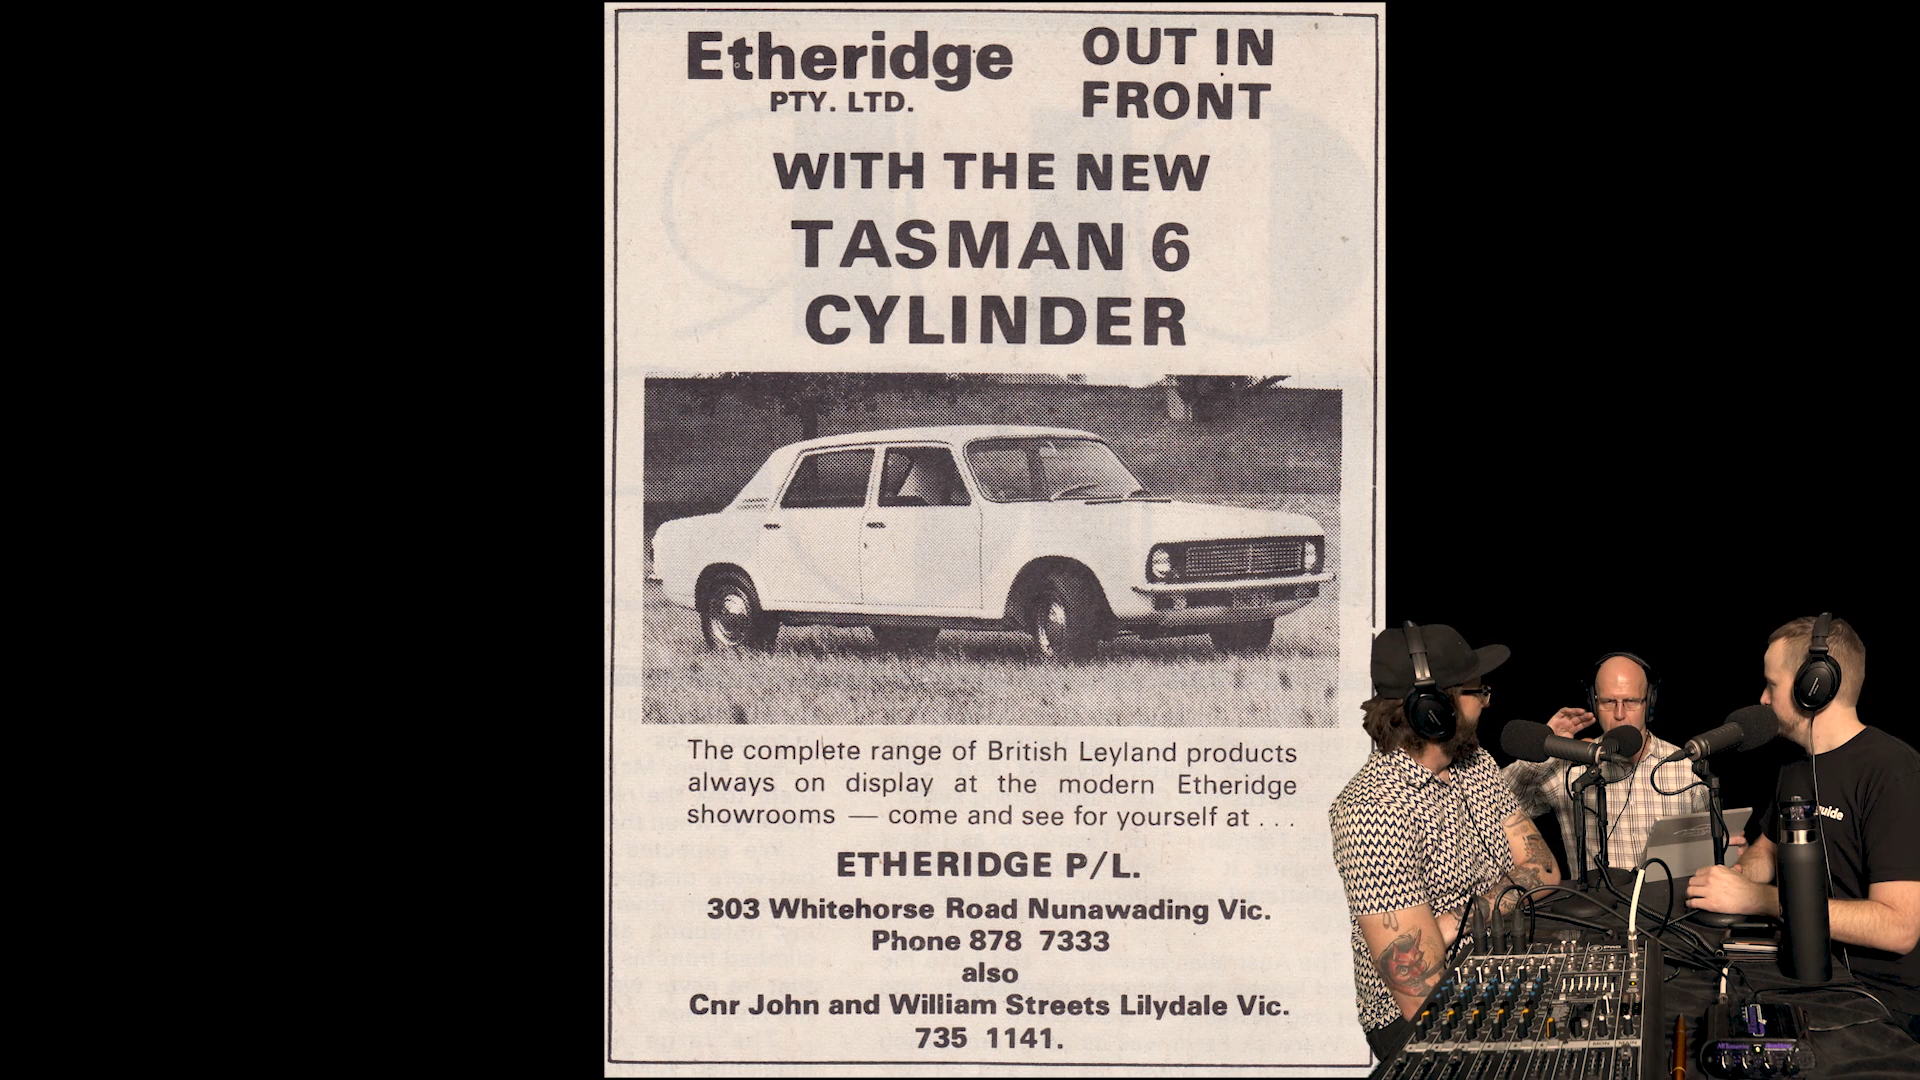 Etheridge
PTY. LTD.
OUT IN
FRONT
WITH THE NEW
TASMAN 6
CYLINDER
The complete range of British Leyland products
always on display at the modern Etheridge
showrooms — come and see for yourself at . . .
ETHERIDGE P/L.
303 Whitehorse Road Nunawading Vic.
Phone 878 7333
also
Cnr John and William Streets Lilydale Vic.
735 1141.